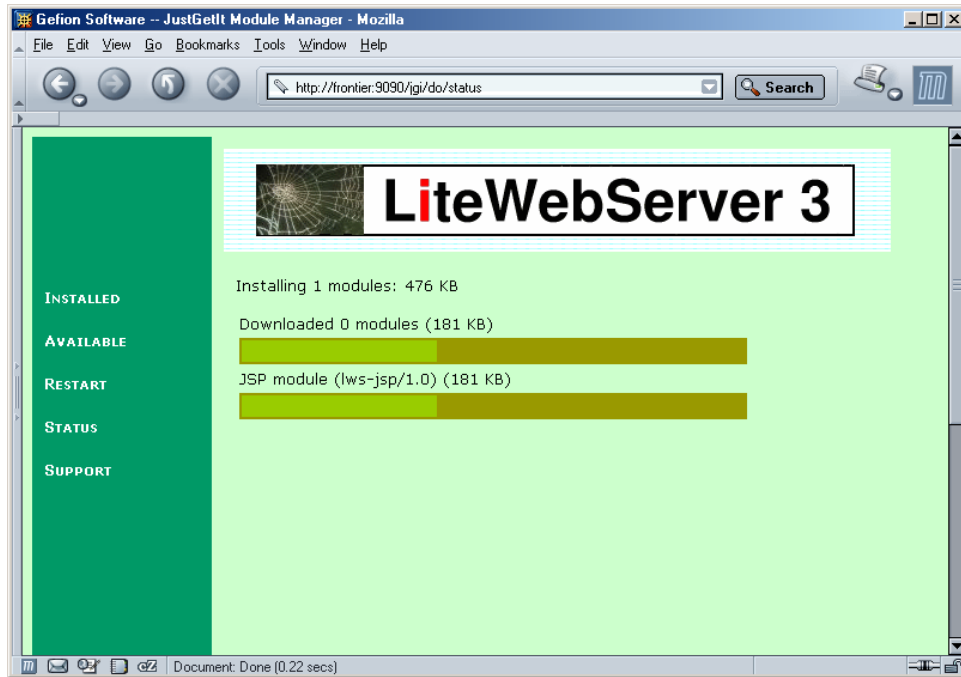 Gefion Software -- JustGetIt Module Manager - Mozilla
File Edit View Go Bookmarks Tools Window Help
http://frontier:9090/jgi/do/status
Search
LiteWebServer 3
INSTALLED
AVAILABLE
RESTART
STATUS
SUPPORT
Installing 1 modules: 476 KB
Downloaded 0 modules (181 KB)
JSP module (lws-jsp/1.0) (181 KB)
Document: Done (0.22 secs)